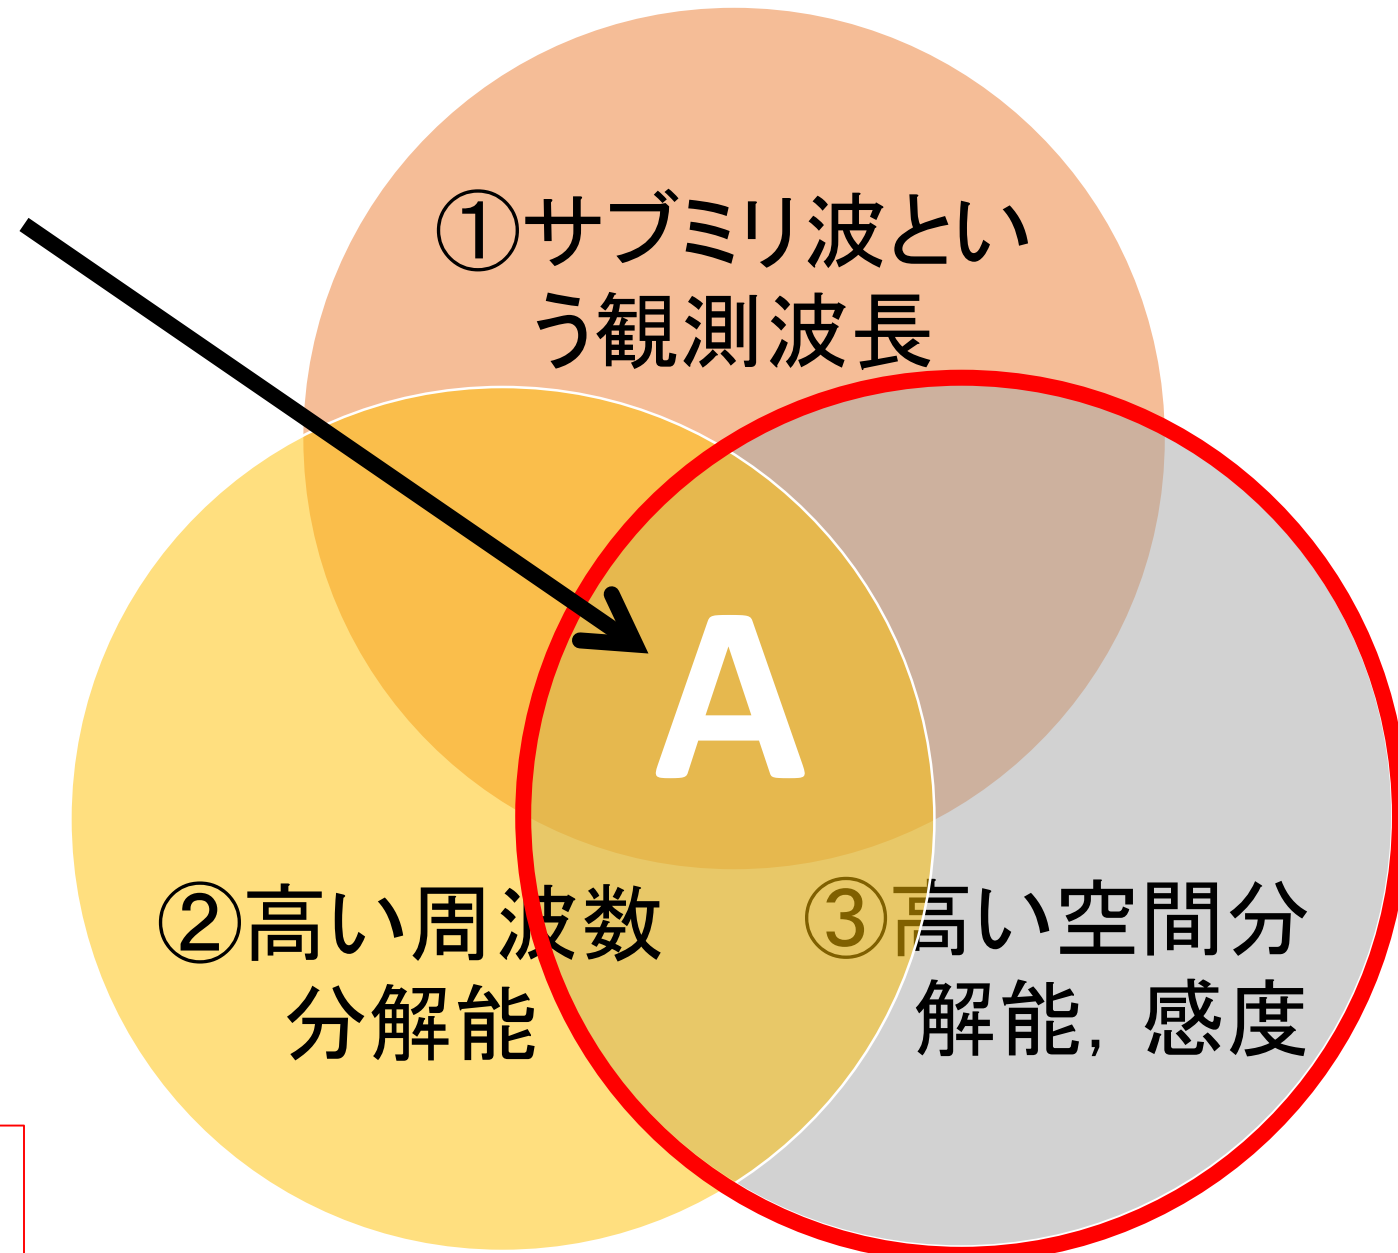 ①サブミリ波とい
う観測波長
A
②高い周波数
分解能
③高い空間分
解能，感度